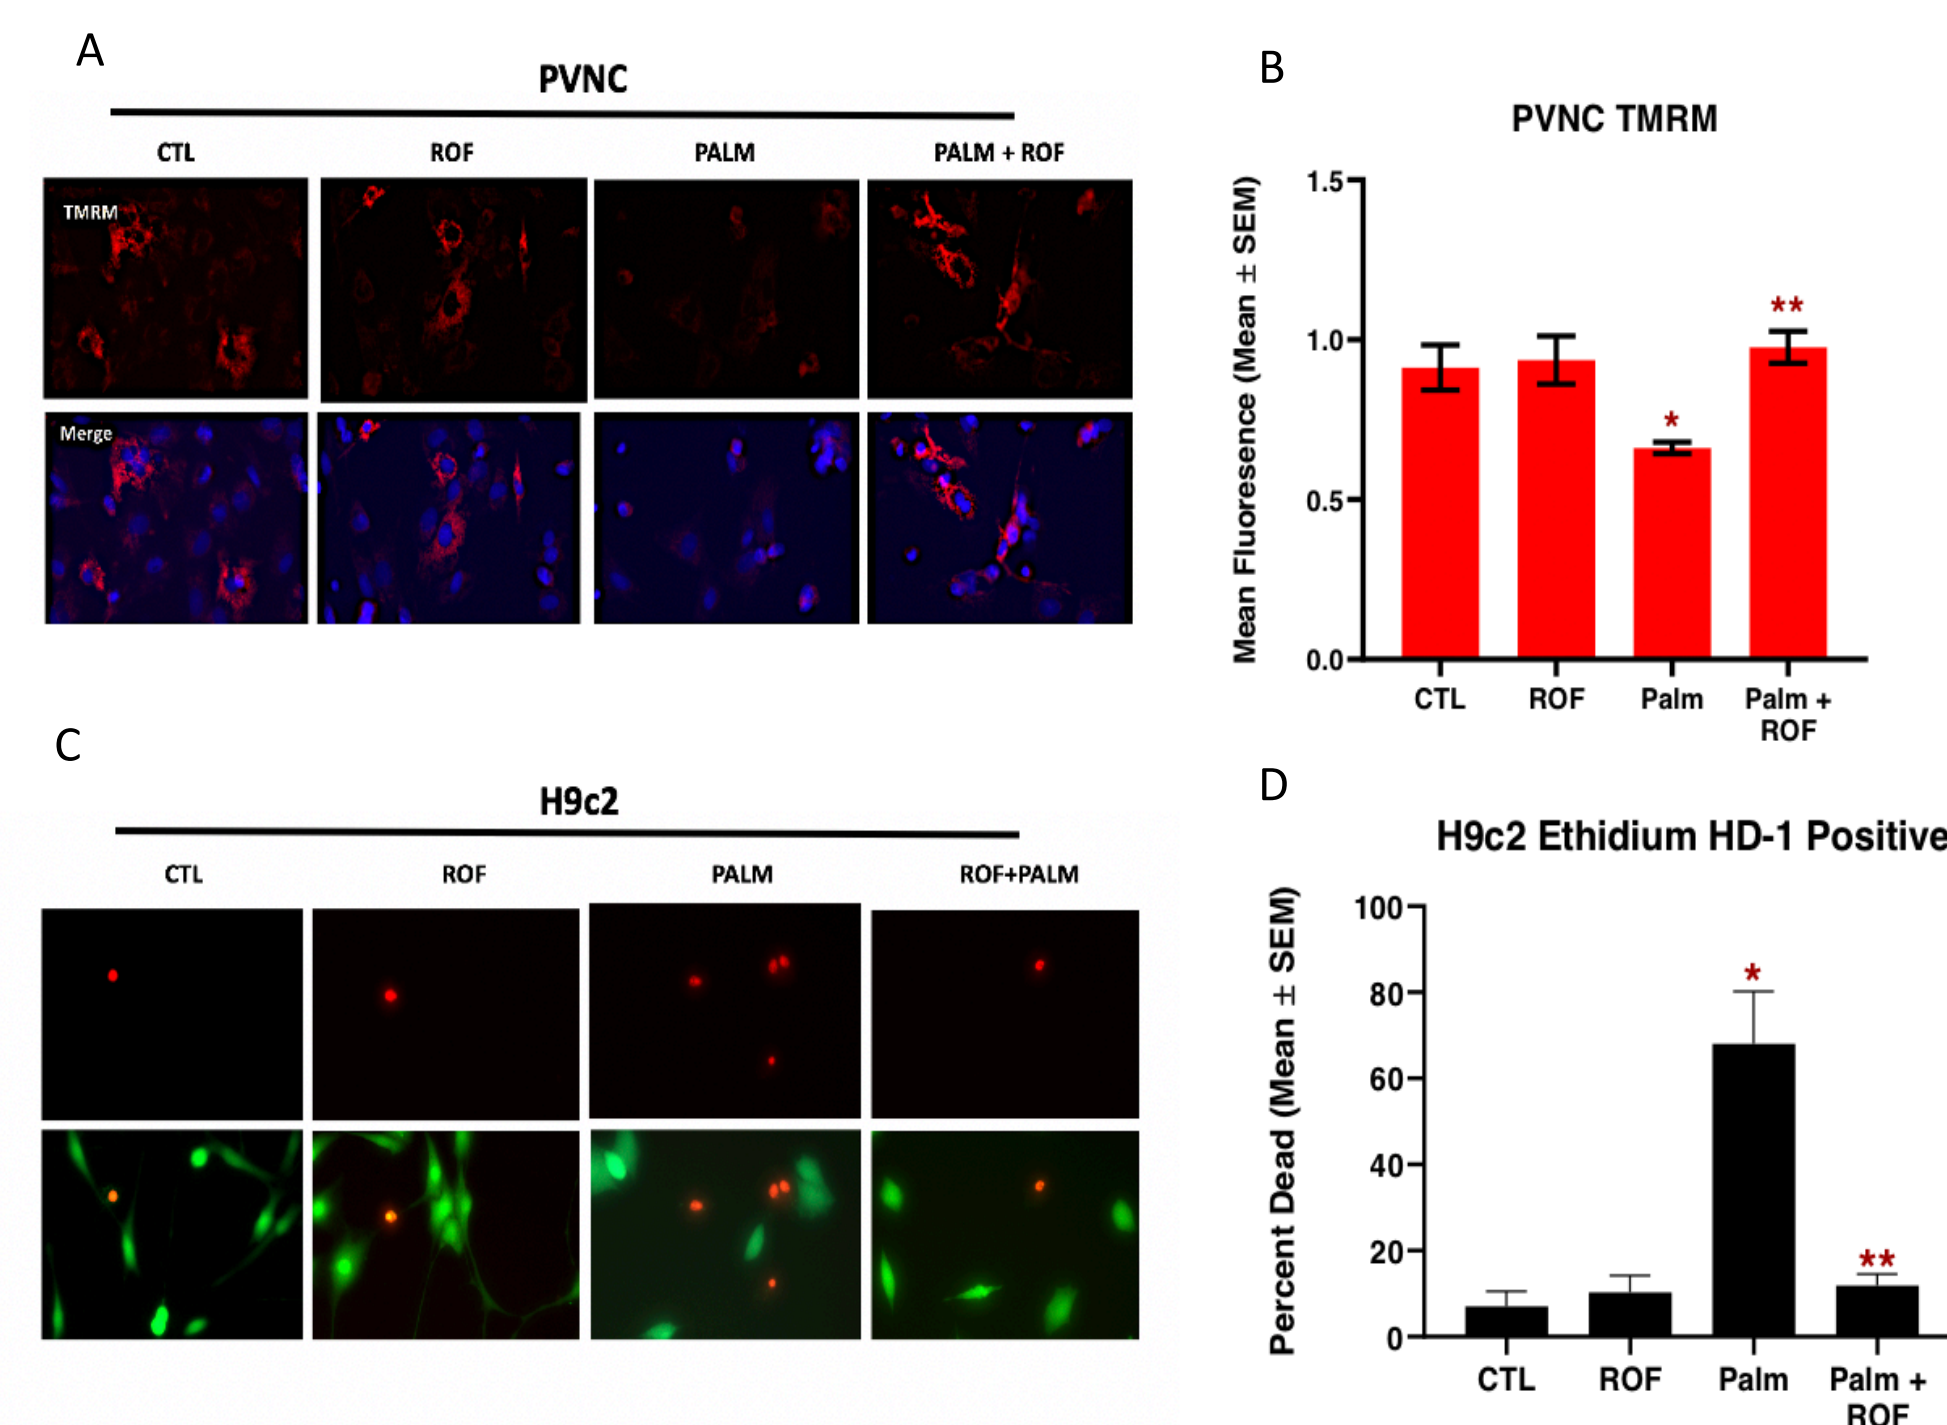 A
PVNC
CTL ROF PALM PALM + ROF
TMRM
Merge
B
PVNC TMRM
Mean Fluoresence (Mean ± SEM)
1.5
1.0
0.5
0.0
*
**
CTL ROF Palm Palm +
ROF
C
H9c2
CTL ROF PALM ROF+PALM
D
H9c2 Ethidium HD-1 Positive
Percent Dead (Mean ± SEM)
100
80
60
40
20
0
*
**
CTL ROF Palm Palm +
ROF